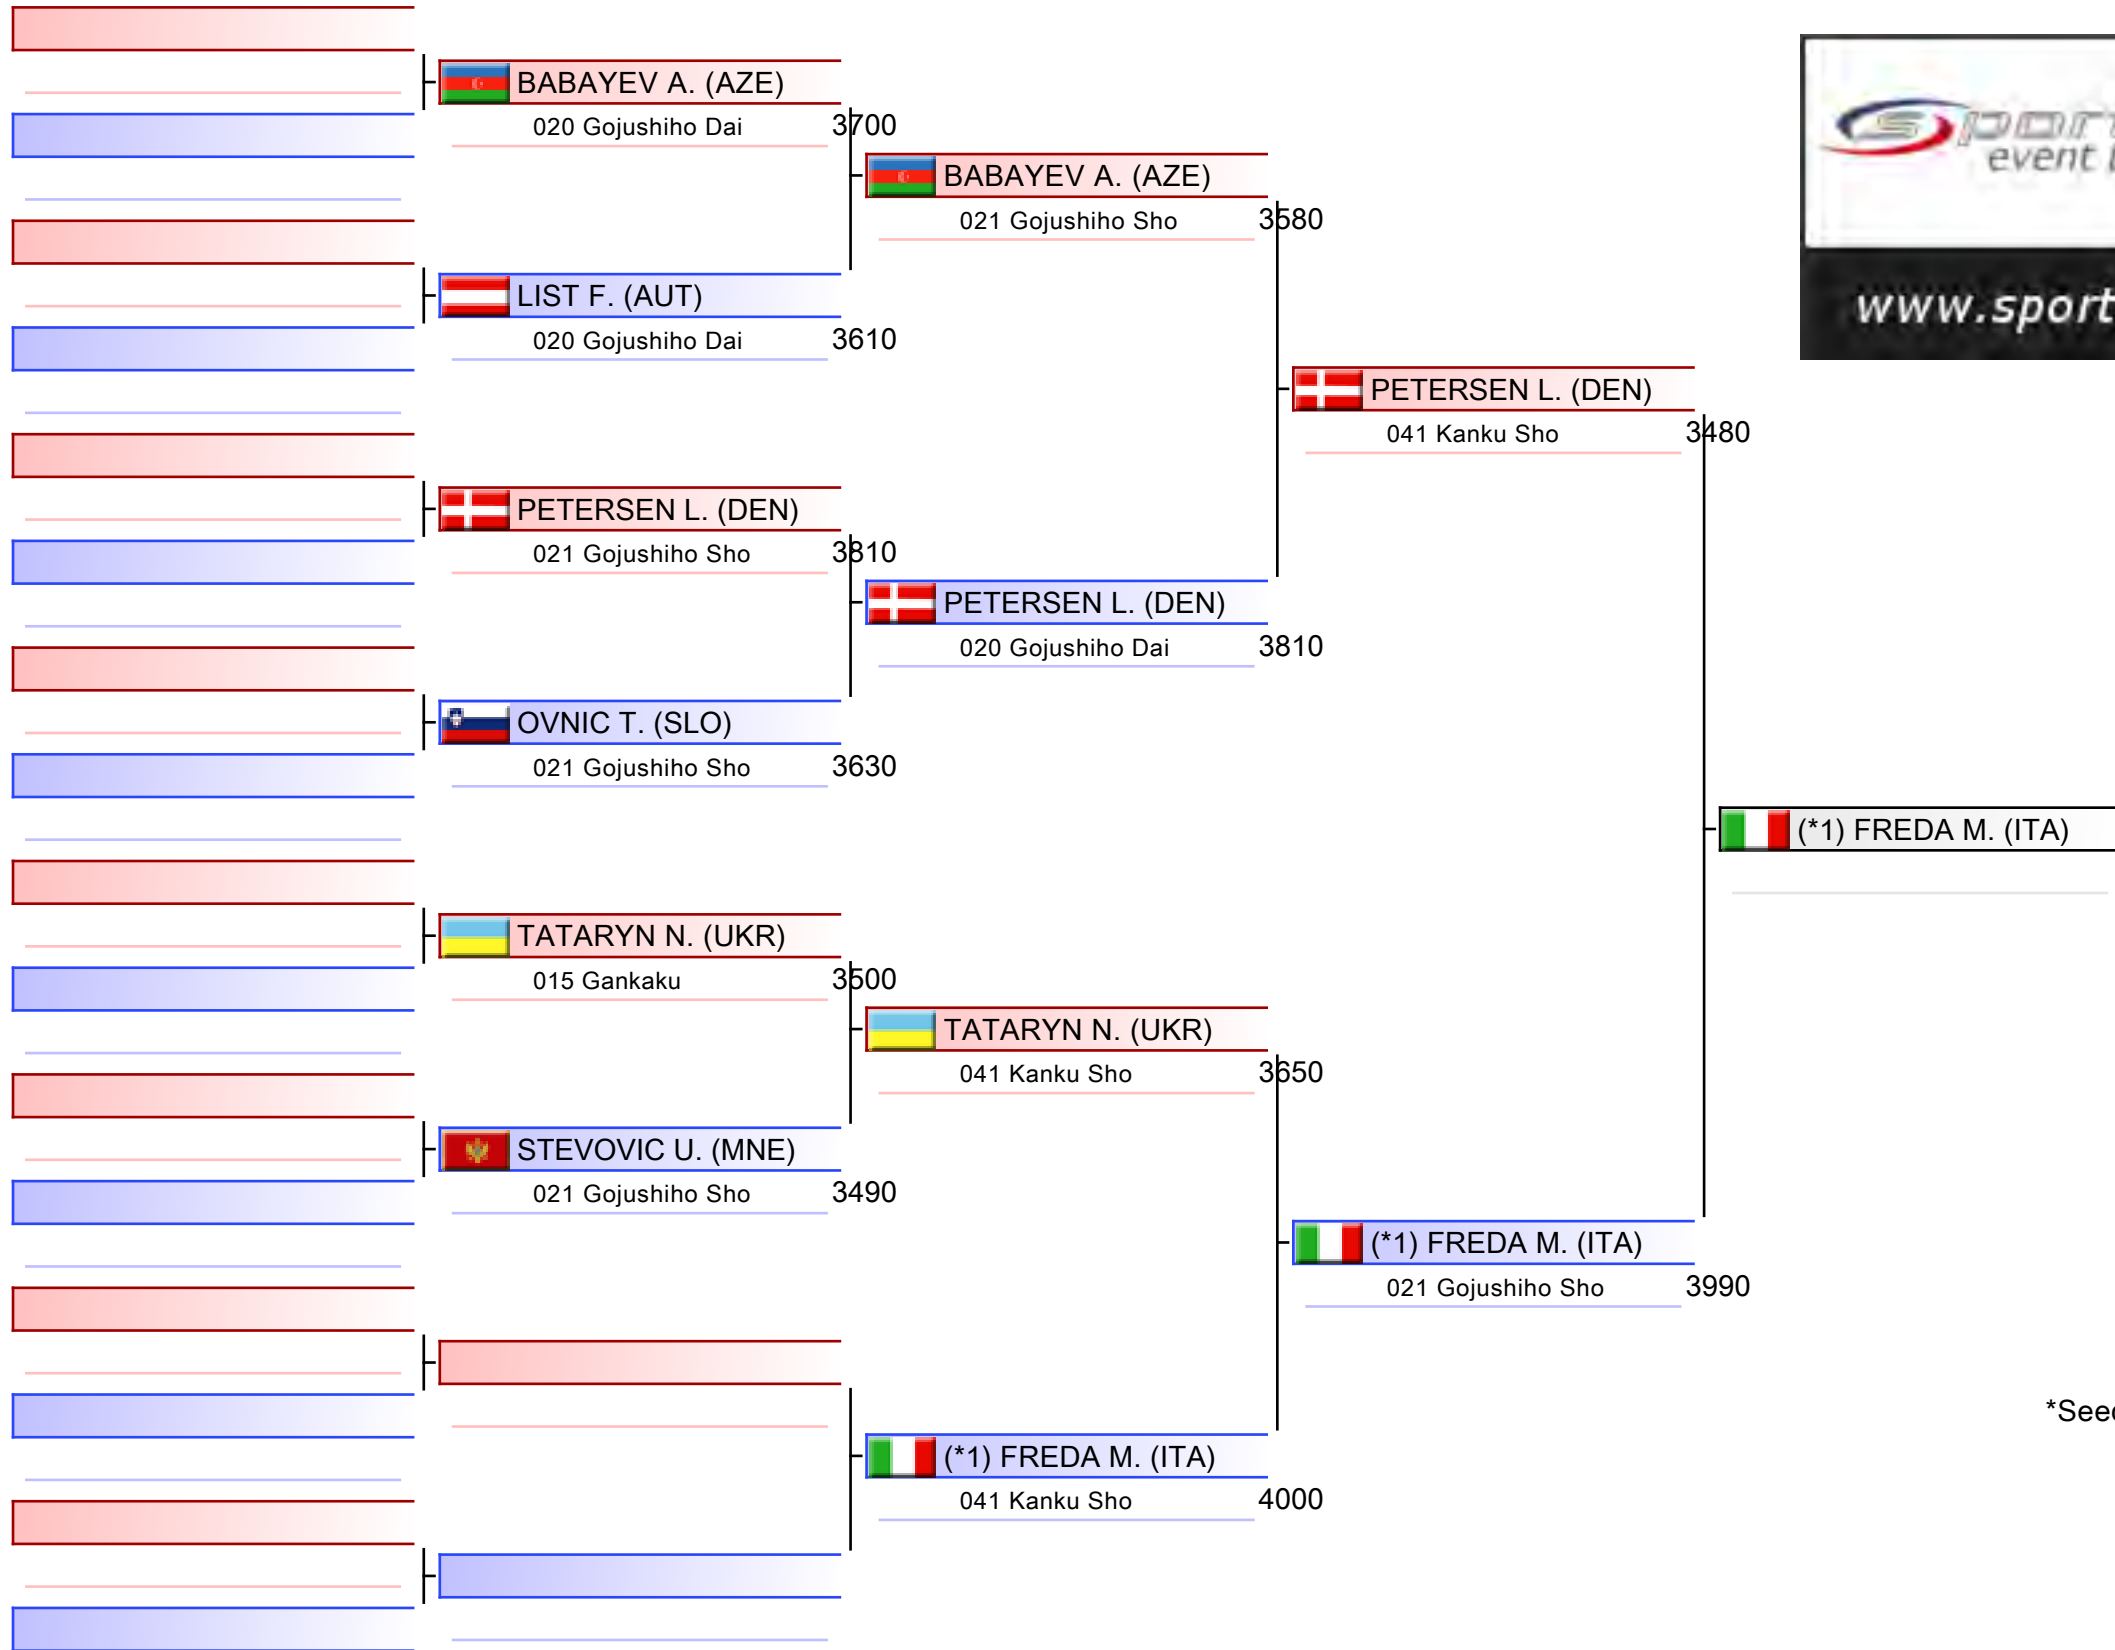 BABAYEV A. (AZE)
020 Gojushiho Dai 3700
LIST F. (AUT)
020 Gojushiho Dai 3610
PETERSEN L. (DEN)
021 Gojushiho Sho 3810
OVNIC T. (SLO)
021 Gojushiho Sho 3630
TATARYN N. (UKR)
015 Gankaku 3500
STEVOVIC U. (MNE)
021 Gojushiho Sho 3490
BABAYEV A. (AZE)
021 Gojushiho Sho 3580
PETERSEN L. (DEN)
020 Gojushiho Dai 3810
TATARYN N. (UKR)
041 Kanku Sho 3650
(*1) FREDA M. (ITA)
041 Kanku Sho 4000
PETERSEN L. (DEN)
041 Kanku Sho 3480
(*1) FREDA M. (ITA)
021 Gojushiho Sho 3990
(*1) FREDA M. (ITA)
event
www.sport